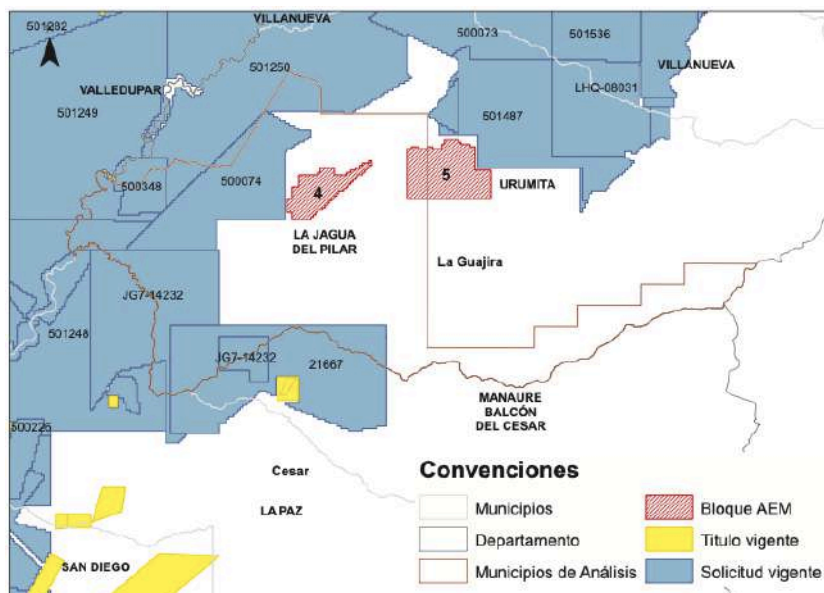 501282
VILLANUEVA
500073
501536
VALLEDUPAR
501250
VILLANUEVA
LHQ-08031
501249
501487
500348
500074
4
5
URUMITA
LA JAGUA
DEL PILAR
La Guajira
JG7-14232
501248
JG7-14232
21667
MANAURE
BALCÓN
DEL CESAR
500225
Cesar
LA PAZ
SAN DIEGO
Convenciones
Municipios
Departamento
Municipios de Análisis
Bloque AEM
Titulo vigente
Solicitud vigente